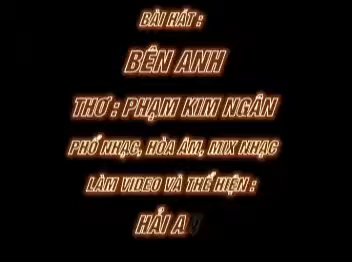 BÀI HÁT :
BÊN ANH
THƠ : PHẠM KIM NGÂN
PHỔ NHẠC, HÒA ÂM, MIX NHẠC
LÀM VIDEO VÀ THỂ HIỆN :
HẢI